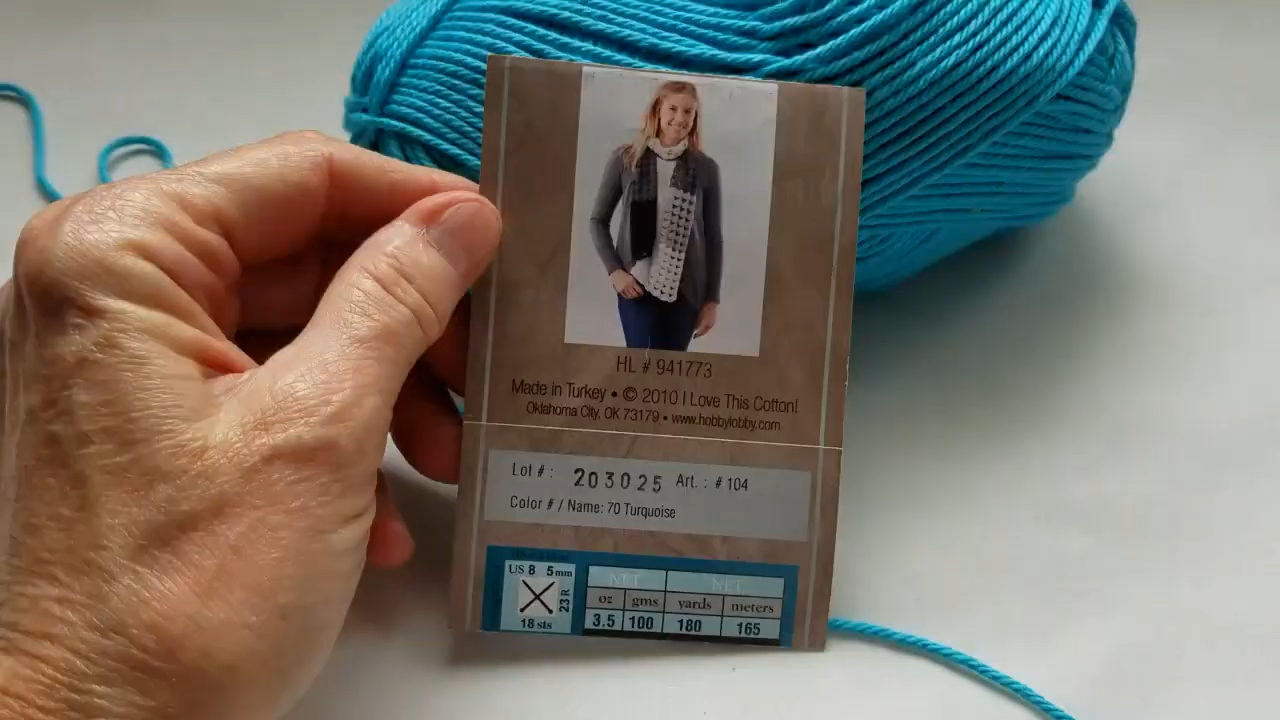 HL # 941773
Made in Turkey • © 2010 I Love This Cotton!
Oklahoma City, OK 73179 • www.hobbylobby.com
Lot # : 203025 Art. : # 104
Color # / Name: 70 Turquoise
US 8 5mm
23 R
18 sts
NET NET
oz gms yards meters
3.5 100 180 165